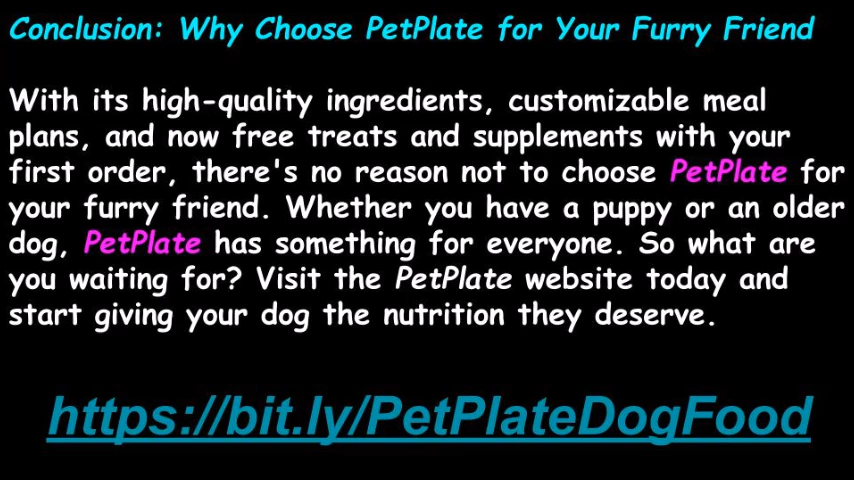 Conclusion: Why Choose PetPlate for Your Furry Friend
With its high-quality ingredients, customizable meal
plans, and now free treats and supplements with your
first order, there's no reason not to choose PetPlate for
your furry friend. Whether you have a puppy or an older
dog, PetPlate has something for everyone. So what are
you waiting for? Visit the PetPlate website today and
start giving your dog the nutrition they deserve.
https://bit.ly/PetPlateDogFood